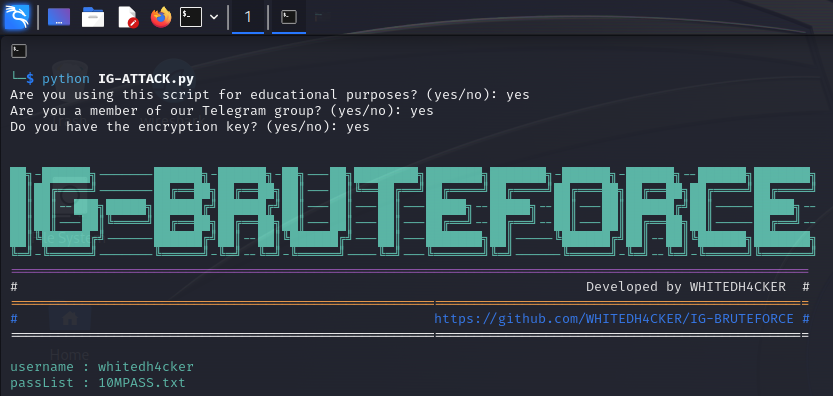 1
└─$ python IG-ATTACK.py
Are you using this script for educational purposes? (yes/no): yes
Are you a member of our Telegram group? (yes/no): yes
Do you have the encryption key? (yes/no): yes
IG-BRUTEFORCE
# Developed by WHITEDH4CKER #
# https://github.com/WHITEDH4CKER/IG-BRUTEFORCE #
Home
username : whitedh4cker
passList : 10MPASS.txt